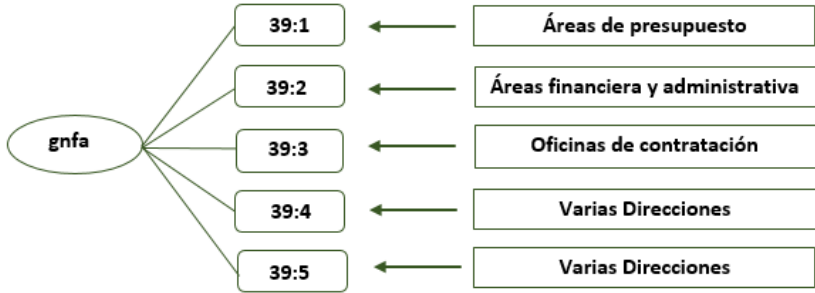 39:1
Áreas de presupuesto
39:2
Áreas financiera y administrativa
gnfa
39:3
Oficinas de contratación
39:4
Varias Direcciones
39:5
Varias Direcciones